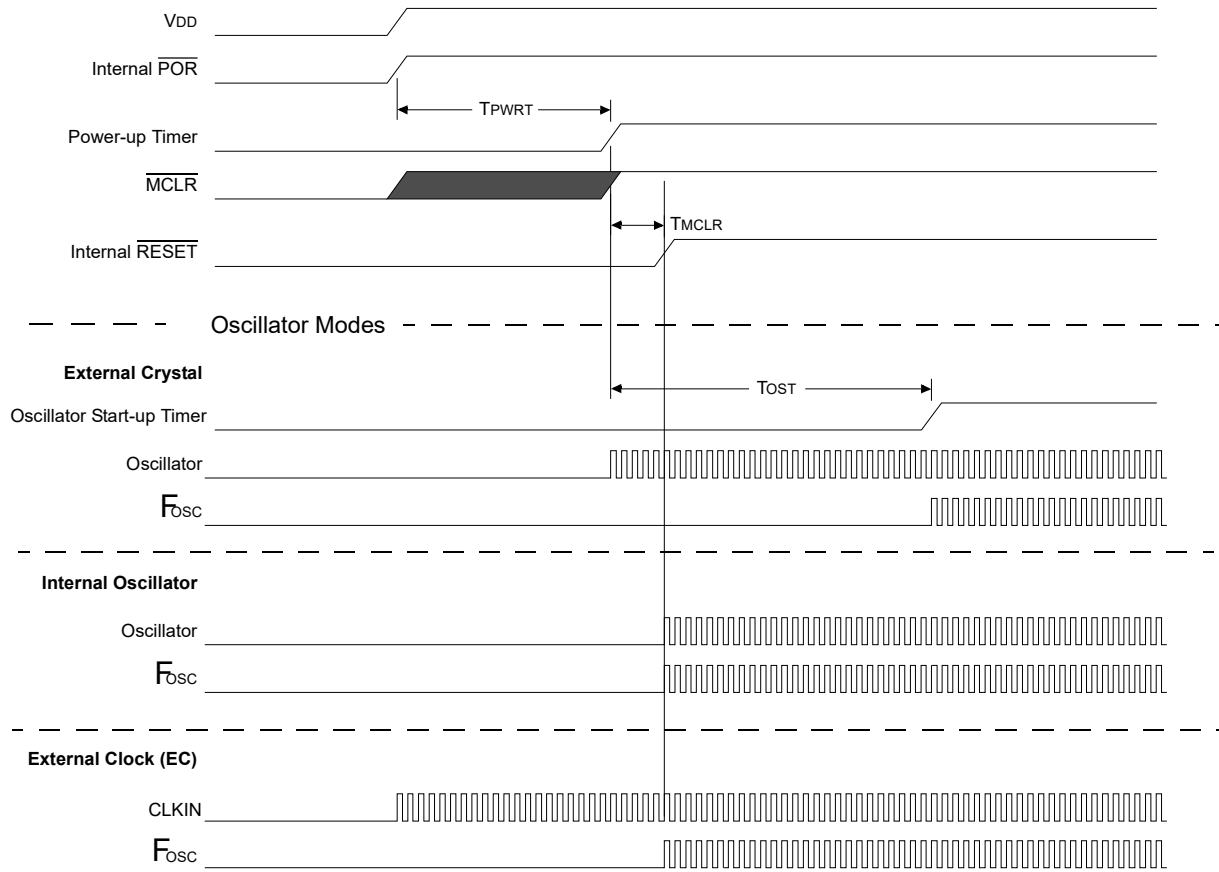 VDD
Internal POR
TPWRT
Power-up Timer
MCLR
TMCLR
Internal RESET
Oscillator Modes
External Crystal
TOST
Oscillator Start-up Timer
Oscillator
FOSC
Internal Oscillator
Oscillator
FOSC
External Clock (EC)
CLKIN
FOSC